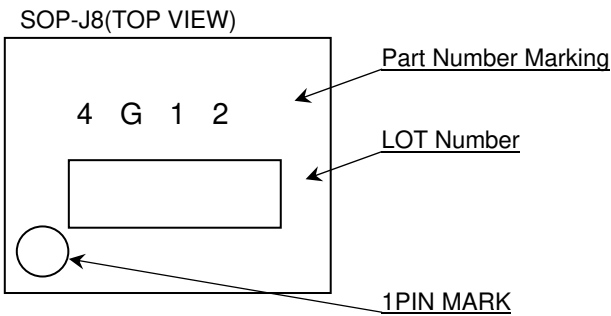 SOP-J8(TOP VIEW)
Part Number Marking
4 G 1 2
LOT Number
1PIN MARK